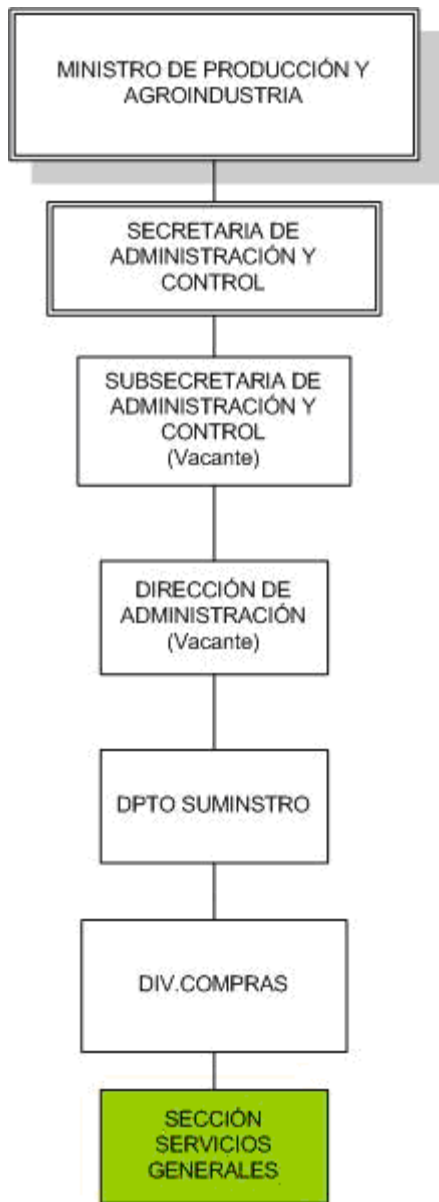 MINISTRO DE PRODUCCIÓN Y
AGROINDUSTRIA
SECRETARIA DE
ADMINISTRACIÓN Y
CONTROL
SUBSECRETARIA DE
ADMINISTRACIÓN Y
CONTROL
(Vacante)
DIRECCIÓN DE
ADMINISTRACIÓN
(Vacante)
DPTO SUMINSTRO
DIV.COMPRAS
SECCIÓN
SERVICIOS
GENERALES